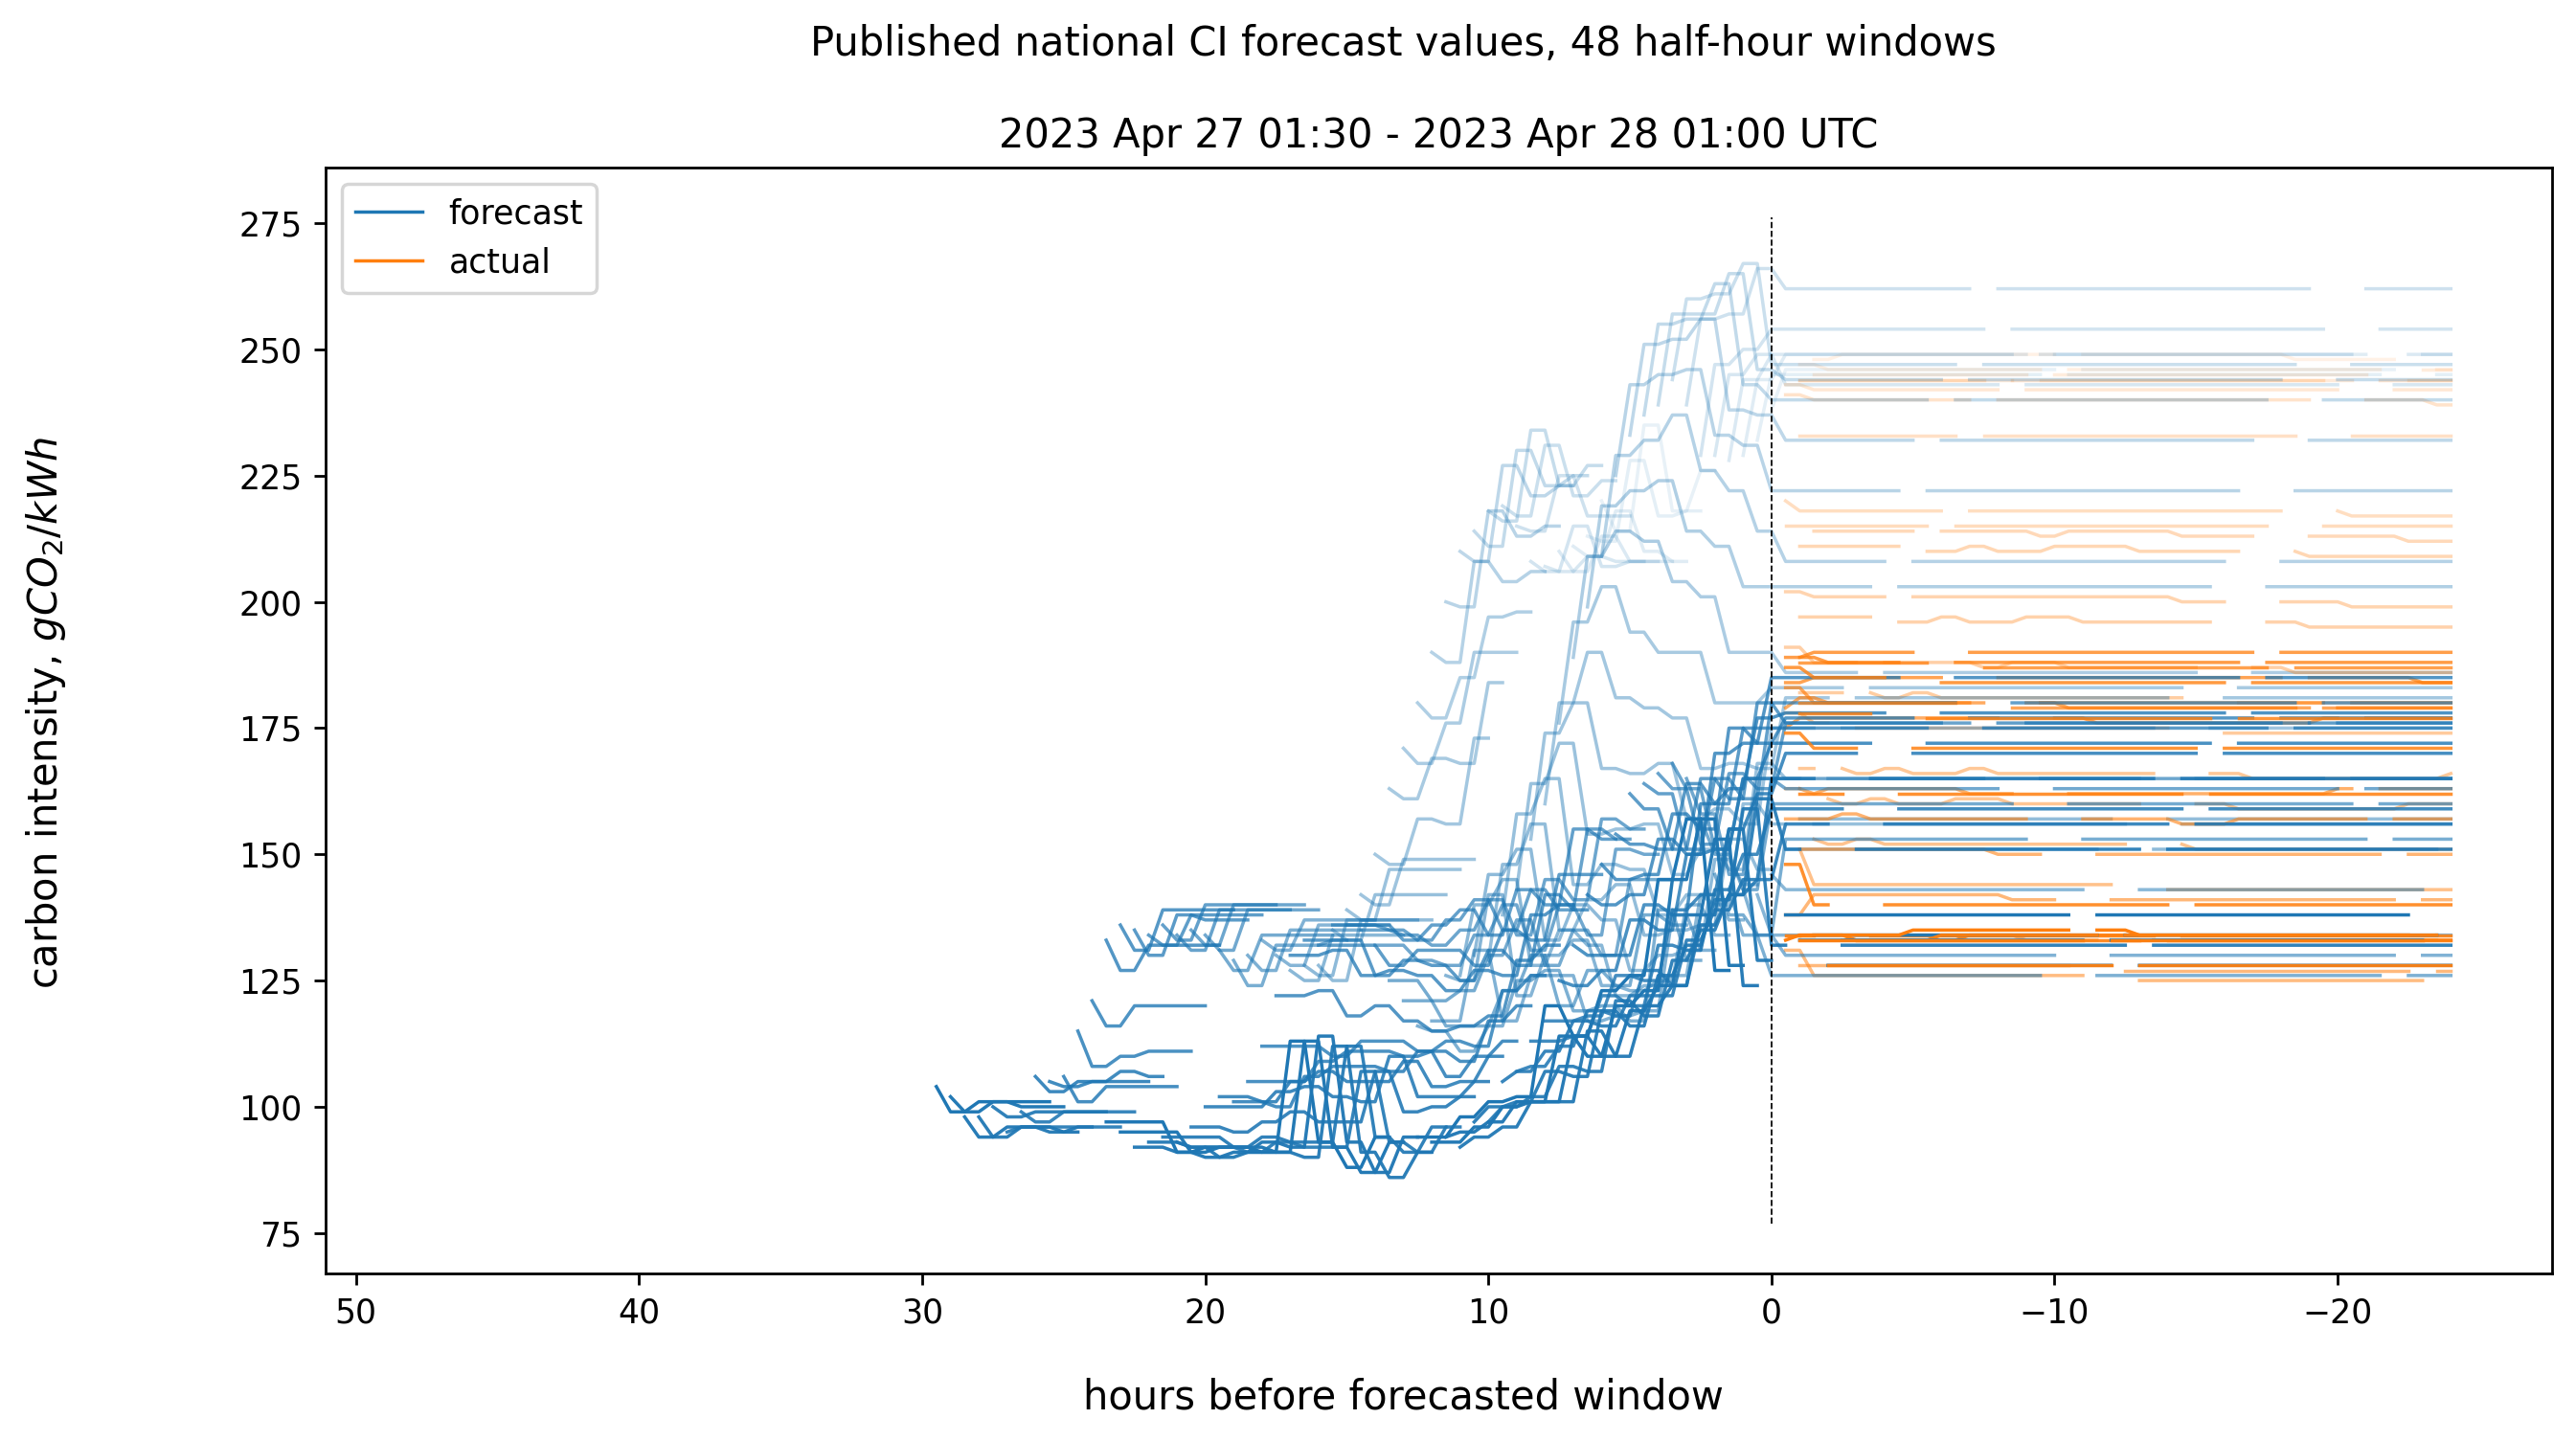 Published national CI forecast values, 48 half-hour windows
2023 Apr 27 01:30 - 2023 Apr 28 01:00 UTC
forecast
actual
275
250
225
200
175
150
125
100
75
carbon intensity, gCO₂/kWh
50 40 30 20 10 0 −10 −20
hours before forecasted window